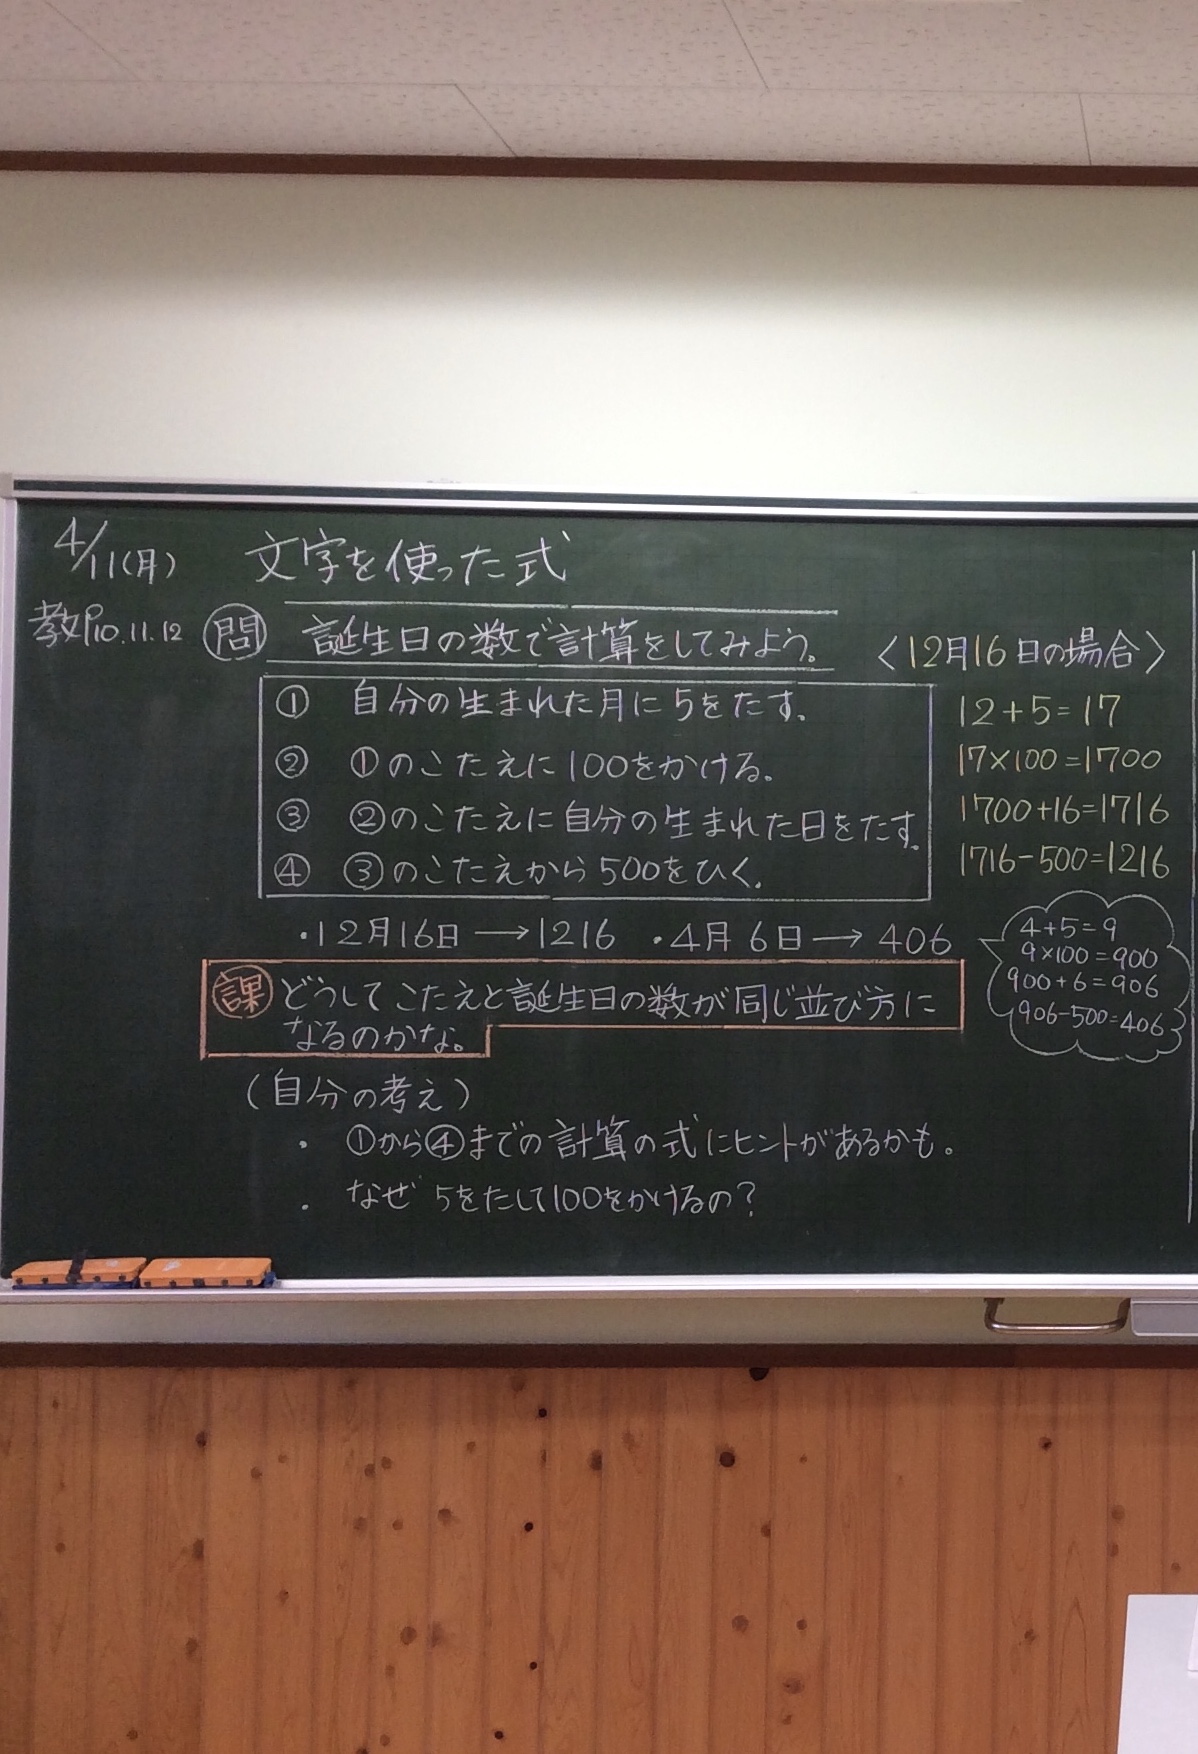 4/11(月) 文字を使った式
教P10.11.12 問 誕生日の数で計算をしてみよう。
① 自分の生まれた月に5をたす。
② ①のこたえに100をかける。
③ ②のこたえに自分の生まれた日をたす。
④ ③のこたえから500をひく。
・12月16日→1216 ・4月6日→406
〈12月16日の場合〉
12+5=17
17×100=1700
1700+16=1716
1716-500=1216
4+5=9
9×100=900
900+6=906
906-500=406
課 どうしてこたえと誕生日の数が同じ並び方に
なるのかな。
(自分の考え)
・ ①から④までの計算の式にヒントがあるかも。
・ なぜ5をたして100をかけるの?